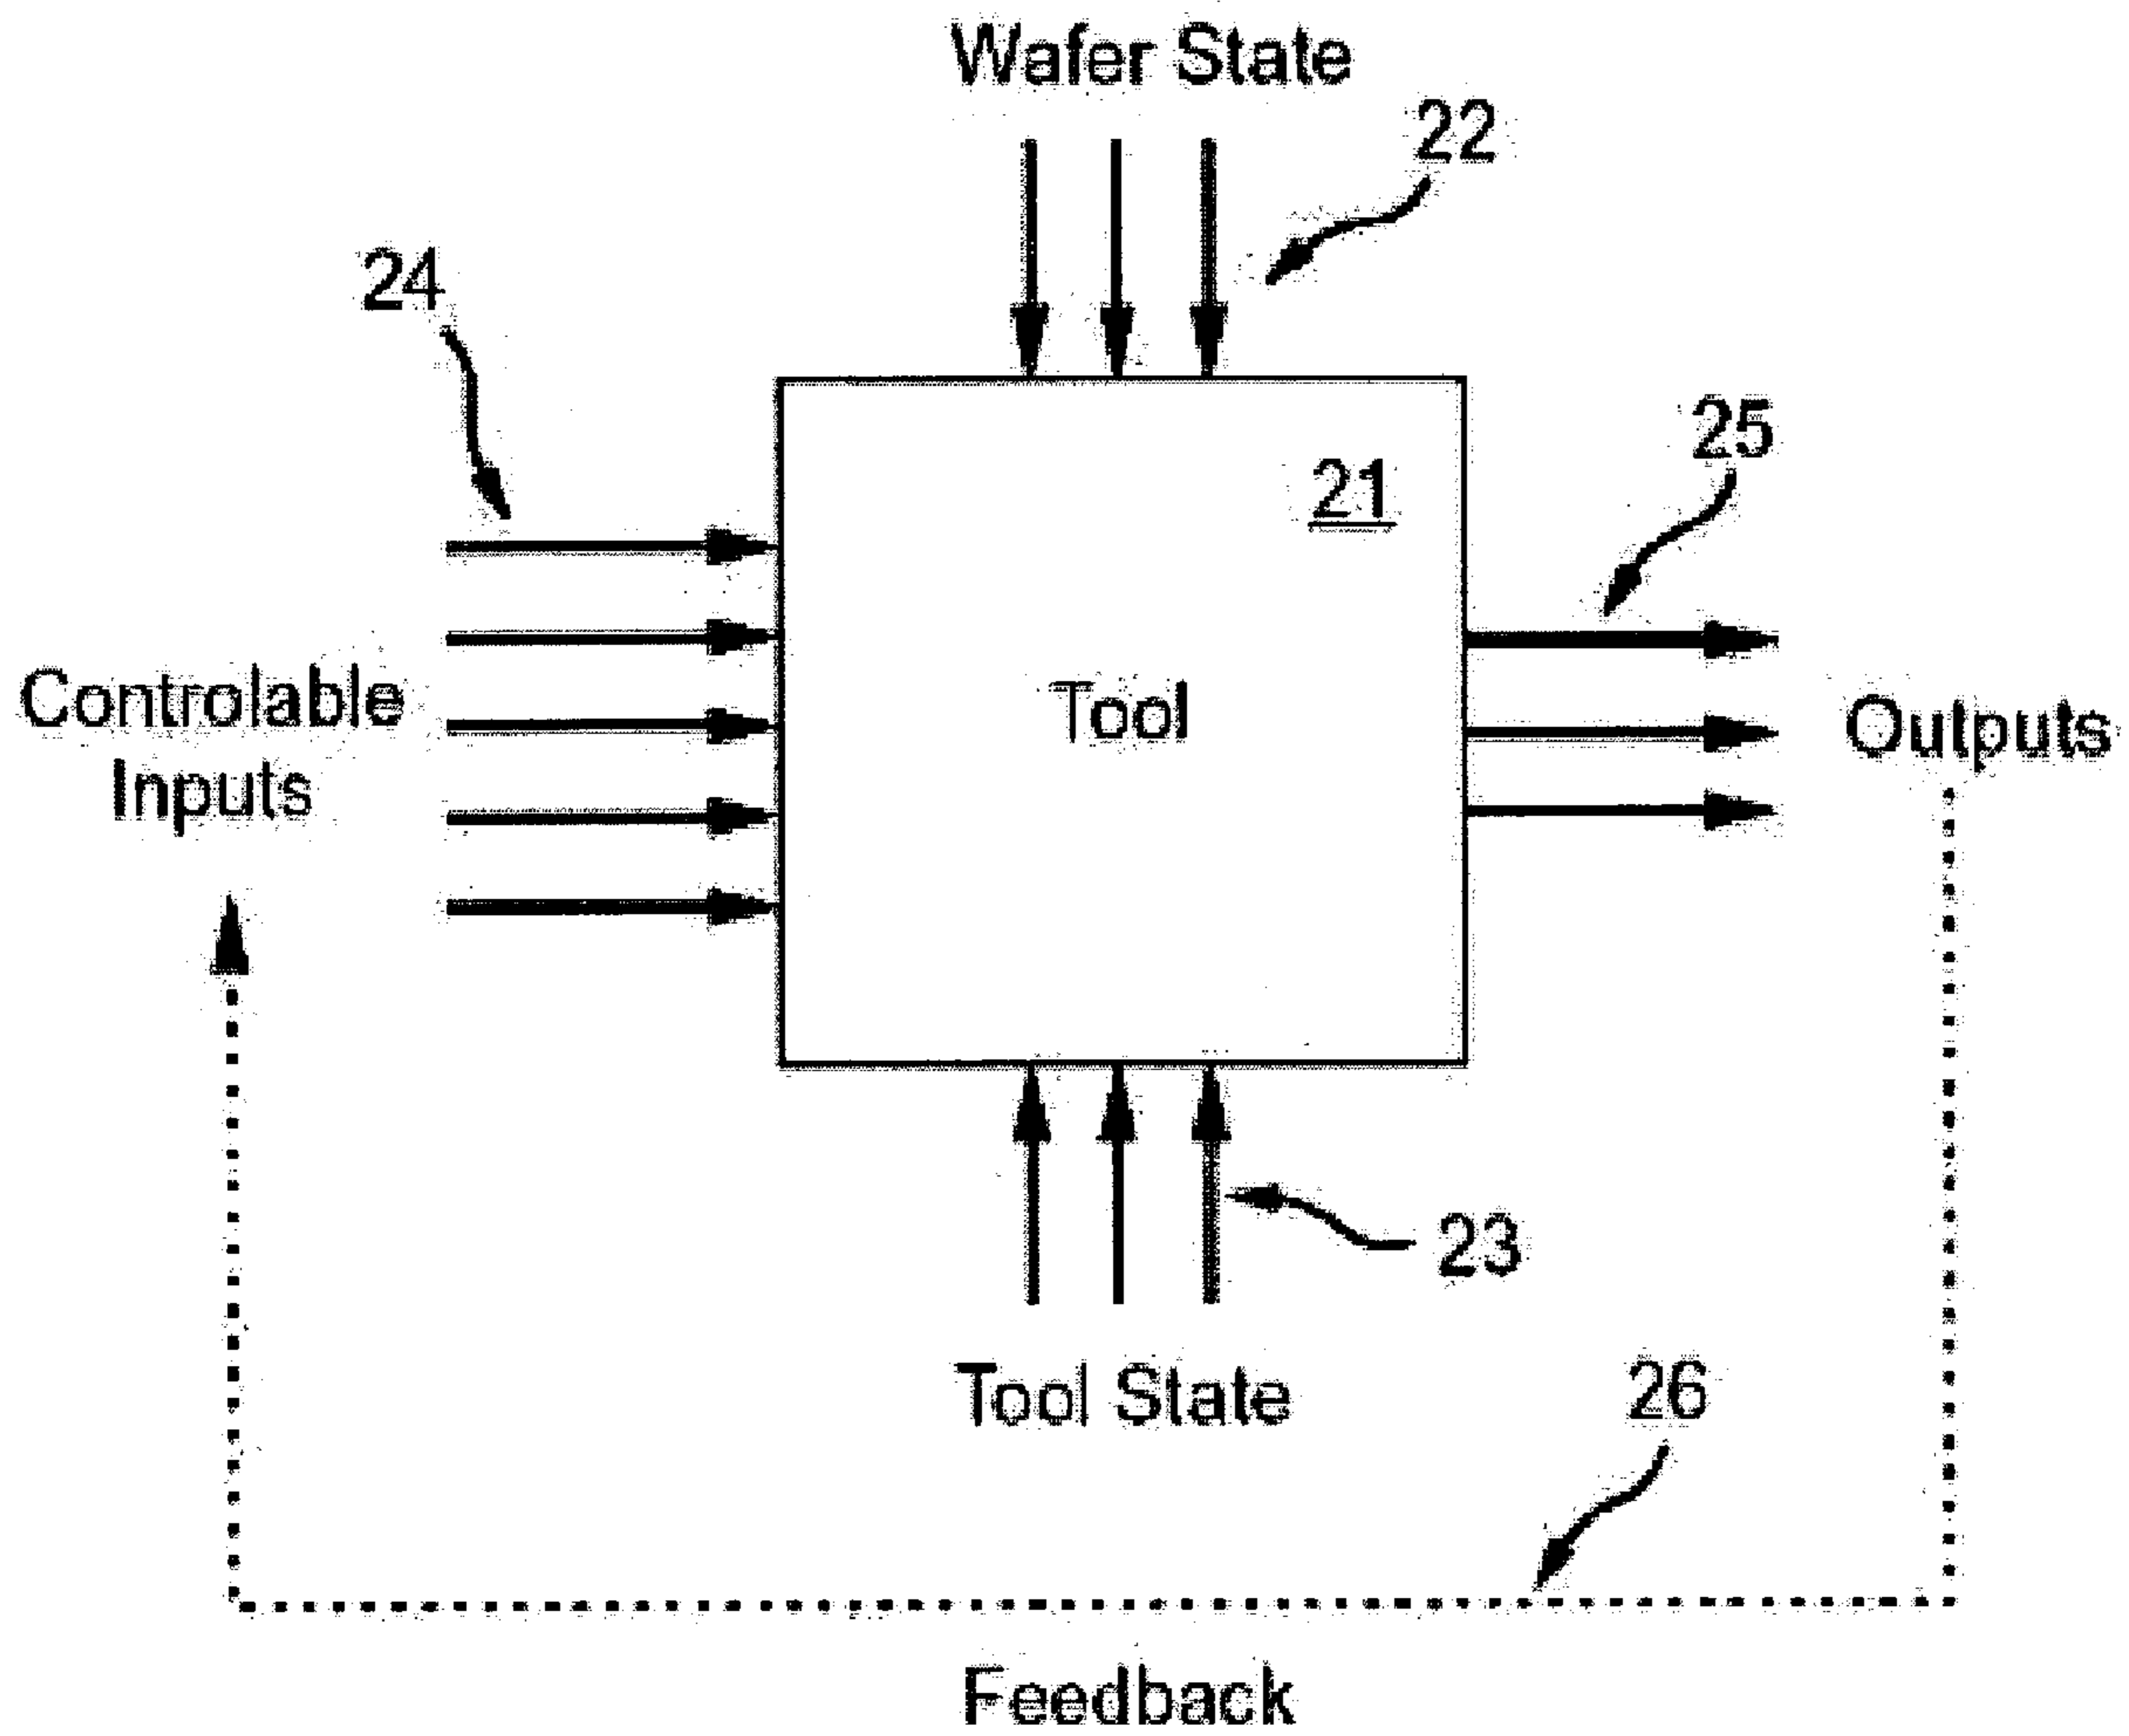 Wafer State
22
24
25
21
Controlable
Inputs
Tool
Outputs
23
Tool State
26
Feedback